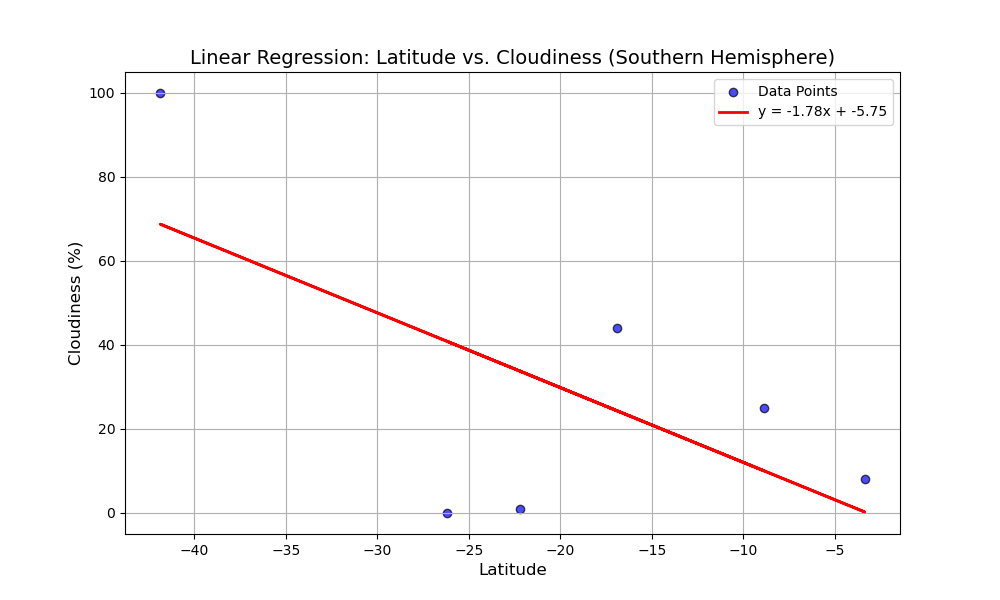 Linear Regression: Latitude vs. Cloudiness (Southern Hemisphere)
Data Points
y = -1.78x + -5.75
Cloudiness (%)
100
80
60
40
20
0
−40
−35
−30
−25
−20
−15
−10
−5
Latitude